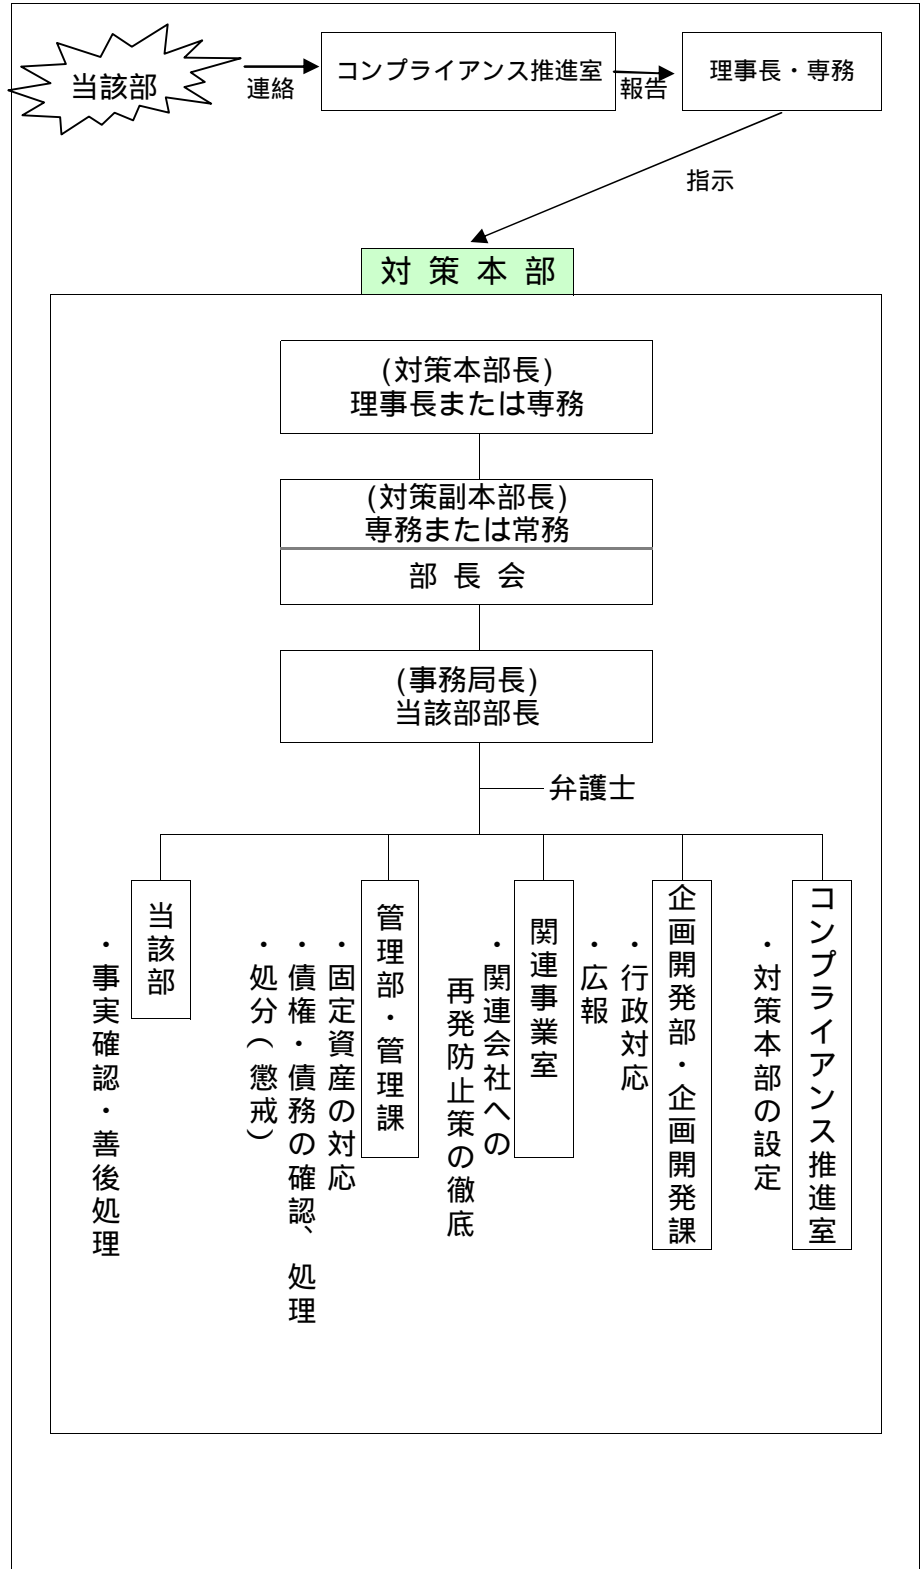 当該部
連絡
コンプライアンス推進室
報告
理事長・専務
指示
対 策 本 部
(対策本部長)
理事長または専務
(対策副本部長)
専務または常務
部 長 会
(事務局長)
当該部部長
弁護士
コンプライアンス推進室
・対策本部の設定
企画開発部・企画開発課
・行政対応
・広報
関連事業室
・関連会社への
再発防止策の徹底
管理部・管理課
・固定資産の対応
・債権・債務の確認、処理
・処分(懲戒)
当該部
・事実確認・善後処理